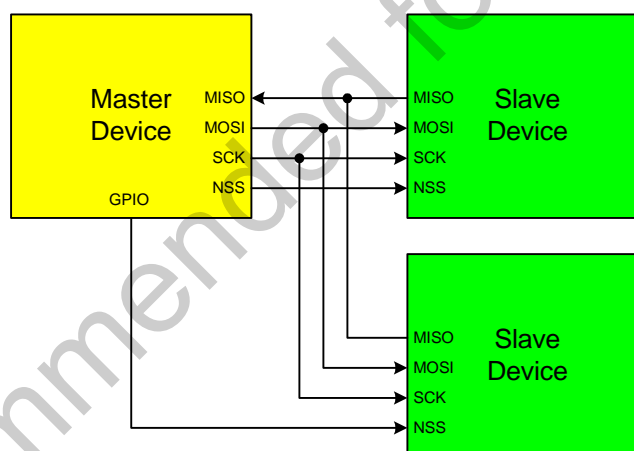 Master
Device
MISO
MOSI
SCK
NSS
GPIO
MISO
MOSI
SCK
NSS
Slave
Device
MISO
MOSI
SCK
NSS
Slave
Device